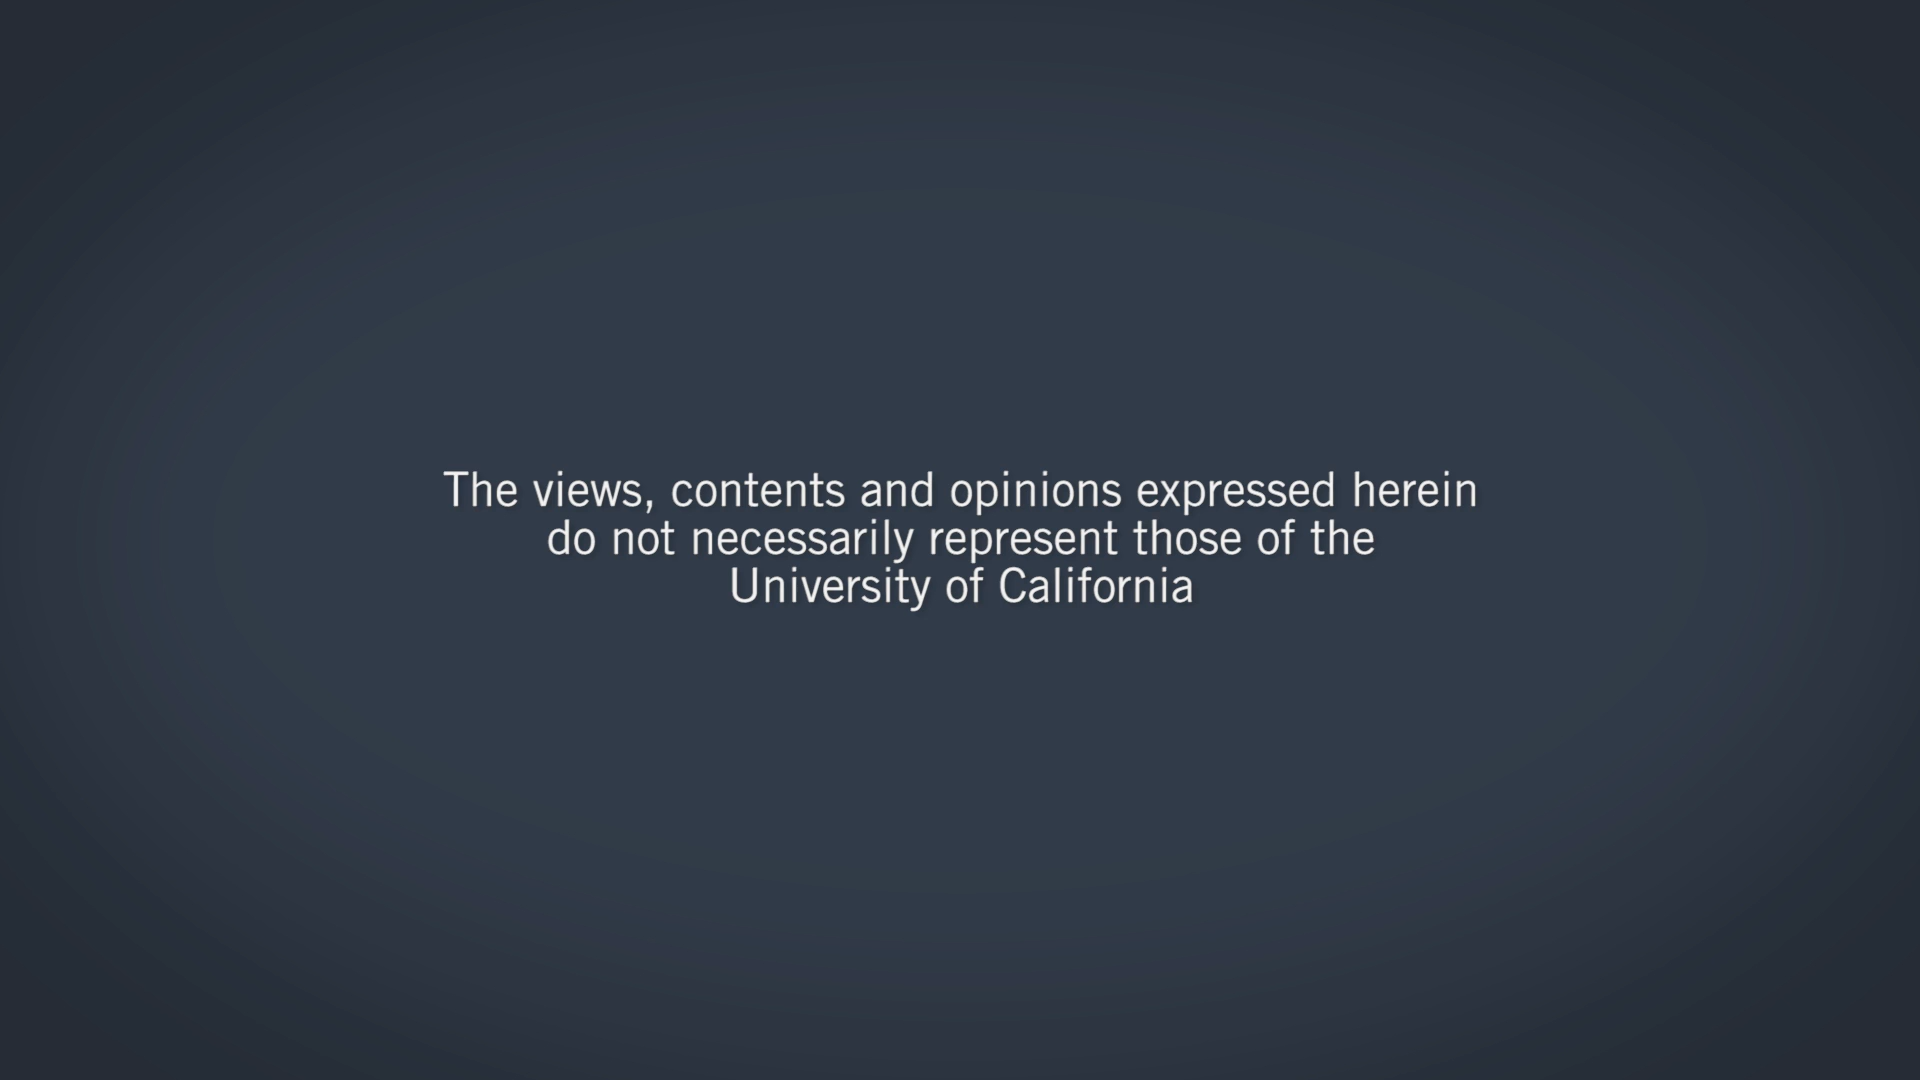 The views, contents and opinions expressed herein
do not necessarily represent those of the
University of California